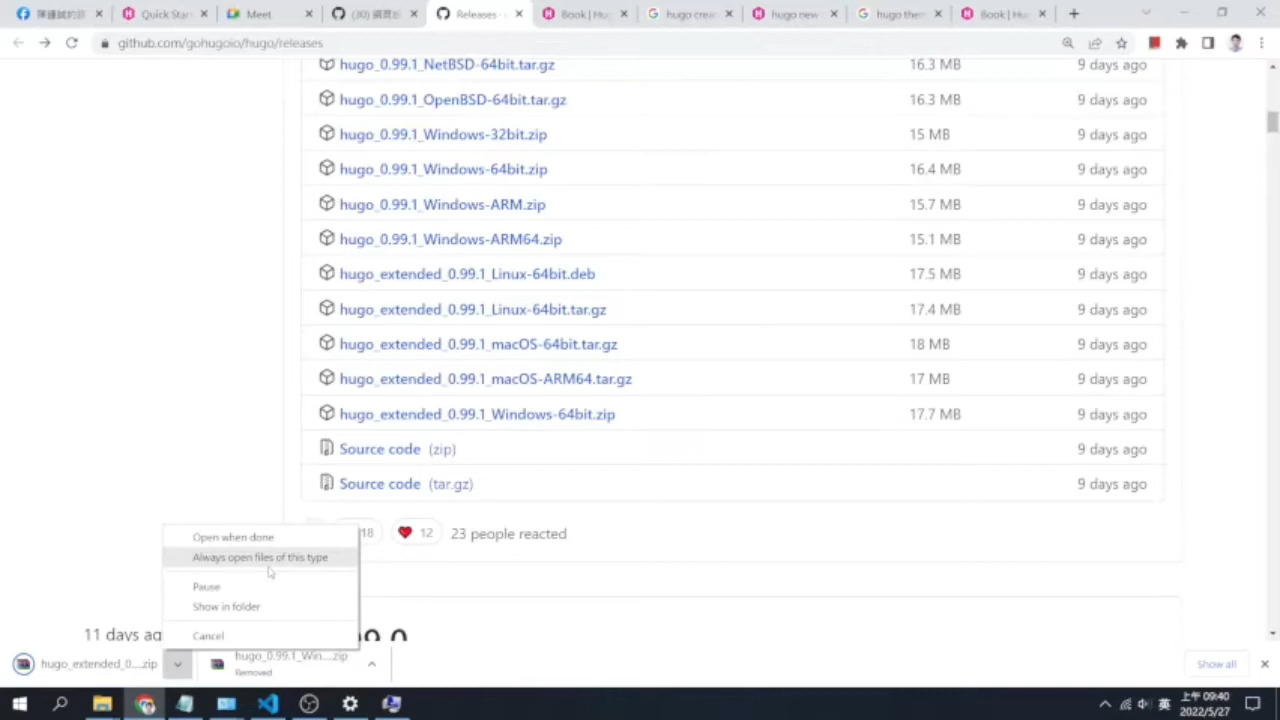 Quick Star
Meet
Releases ·
Book | Hu
hugo crea
hugo new
hugo the
Book | Hu
github.com/gohugoio/hugo/releases
hugo_0.99.1_NetBSD-64bit.tar.gz 16.3 MB 9 days ago
hugo_0.99.1_OpenBSD-64bit.tar.gz 16.3 MB 9 days ago
hugo_0.99.1_Windows-32bit.zip 15 MB 9 days ago
hugo_0.99.1_Windows-64bit.zip 16.4 MB 9 days ago
hugo_0.99.1_Windows-ARM.zip 15.7 MB 9 days ago
hugo_0.99.1_Windows-ARM64.zip 15.1 MB 9 days ago
hugo_extended_0.99.1_Linux-64bit.deb 17.5 MB 9 days ago
hugo_extended_0.99.1_Linux-64bit.tar.gz 17.4 MB 9 days ago
hugo_extended_0.99.1_macOS-64bit.tar.gz 18 MB 9 days ago
hugo_extended_0.99.1_macOS-ARM64.tar.gz 17 MB 9 days ago
hugo_extended_0.99.1_Windows-64bit.zip 17.7 MB 9 days ago
Source code (zip) 9 days ago
Source code (tar.gz) 9 days ago
18 12 23 people reacted
Open when done
Always open files of this type
Pause
Show in folder
Cancel
11 days ag
hugo_extended_0....zip
hugo_0.99.1_Win....zip
Removed
Show all
英
上午 09:40
2022/5/27